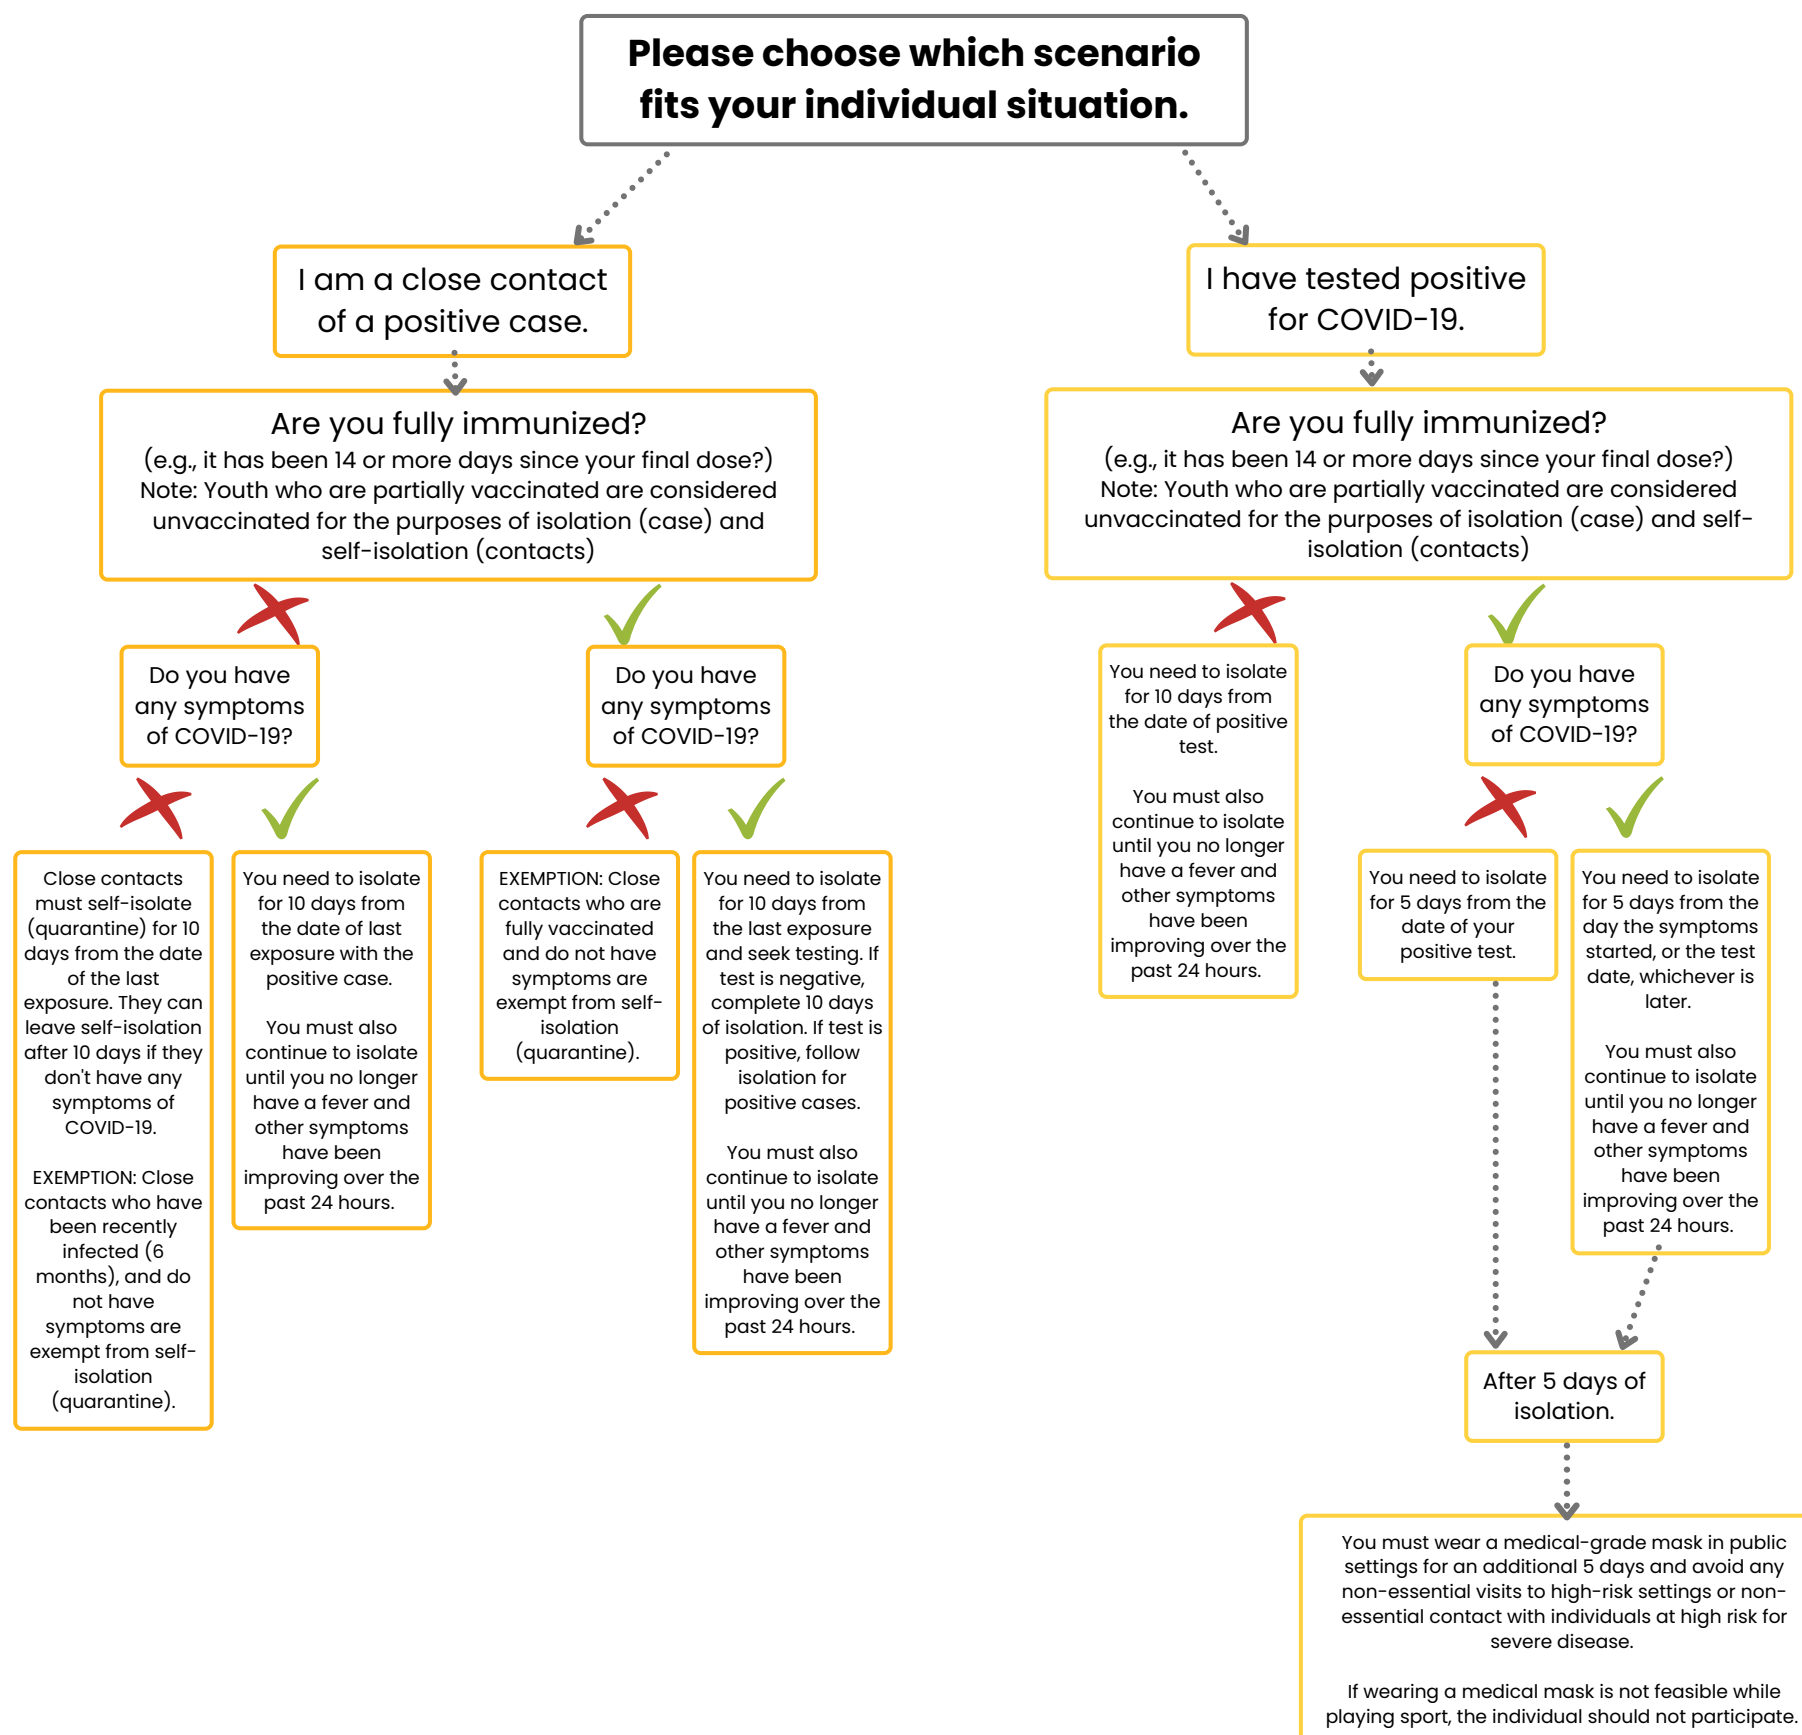 Please choose which scenario
fits your individual situation.
I am a close contact
of a positive case.
Are you fully immunized?
(e.g., it has been 14 or more days since your final dose?)
Note: Youth who are partially vaccinated are considered
unvaccinated for the purposes of isolation (case) and
self-isolation (contacts)
Do you have
any symptoms
of COVID-19?
Close contacts
must self-isolate
(quarantine) for 10
days from the date
of the last
exposure. They can
leave self-isolation
after 10 days if they
don't have any
symptoms of
COVID-19.
EXEMPTION: Close
contacts who have
been recently
infected (6
months), and do
not have
symptoms are
exempt from self-
isolation
(quarantine).
You need to isolate
for 10 days from
the date of last
exposure with the
positive case.
You must also
continue to isolate
until you no longer
have a fever and
other symptoms
have been
improving over the
past 24 hours.
Do you have
any symptoms
of COVID-19?
EXEMPTION: Close
contacts who are
fully vaccinated
and do not have
symptoms are
exempt from self-
isolation
(quarantine).
You need to isolate
for 10 days from
the last exposure
and seek testing. If
test is negative,
complete 10 days
of isolation. If test is
positive, follow
isolation for
positive cases.
You must also
continue to isolate
until you no longer
have a fever and
other symptoms
have been
improving over the
past 24 hours.
I have tested positive
for COVID-19.
Are you fully immunized?
(e.g., it has been 14 or more days since your final dose?)
Note: Youth who are partially vaccinated are considered
unvaccinated for the purposes of isolation (case) and self-
isolation (contacts)
You need to isolate
for 10 days from
the date of positive
test.
You must also
continue to isolate
until you no longer
have a fever and
other symptoms
have been
improving over the
past 24 hours.
Do you have
any symptoms
of COVID-19?
You need to isolate
for 5 days from the
date of your
positive test.
You need to isolate
for 5 days from the
day the symptoms
started, or the test
date, whichever is
later.
You must also
continue to isolate
until you no longer
have a fever and
other symptoms
have been
improving over the
past 24 hours.
After 5 days of
isolation.
You must wear a medical-grade mask in public
settings for an additional 5 days and avoid any
non-essential visits to high-risk settings or non-
essential contact with individuals at high risk for
severe disease.
If wearing a medical mask is not feasible while
playing sport, the individual should not participate.